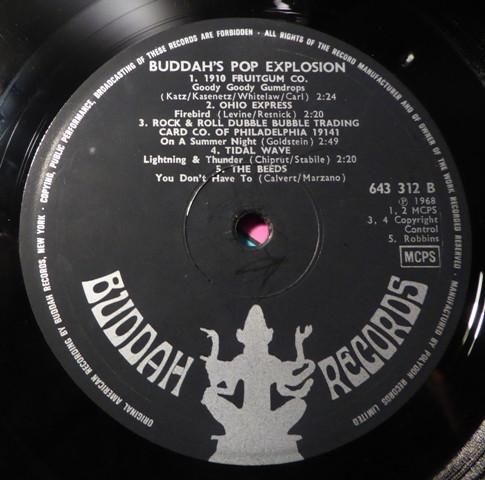 ORIGINAL AMERICAN RECORDING BY BUDDAH RECORDS, NEW YORK · COPYING, PUBLIC PERFORMANCE, BROADCASTING OF THESE RECORDS ARE FORBIDDEN · ALL RIGHTS OF THE RECORD MANUFACTURER AND OF OWNER OF THE WORK RECORDED RESERVED · MANUFACTURED BY POLYDOR RECORDS LIMITED
BUDDAH'S POP EXPLOSION
1. 1910 FRUITGUM CO.
Goody Goody Gumdrops
(Katz/Kasenetz/Whitelaw/Carl) 2:24
2. OHIO EXPRESS
Firebird (Levine/Resnick) 2:20
3. ROCK & ROLL DUBBLE BUBBLE TRADING
CARD CO. OF PHILADELPHIA 19141
On A Summer Night (Goldstein) 2:49
4. TIDAL WAVE
Lightning & Thunder (Chiprut/Stabile) 2:20
5. THE BEEDS
You Don't Have To (Calvert/Marzano)
643 312 B
℗ 1968
1, 2 MCPS
3, 4 Copyright
Control
5. Robbins
MCPS
BUDDAH RECORDS